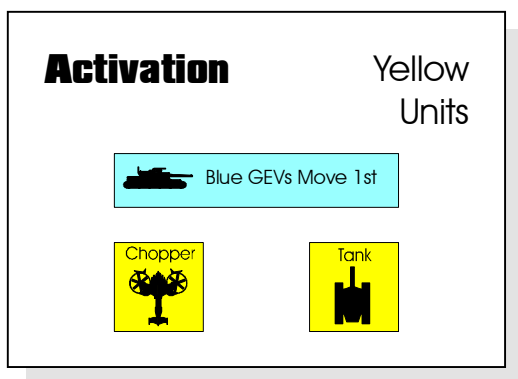 Activation
Yellow
Units
Blue GEVs Move 1st
Chopper
Tank